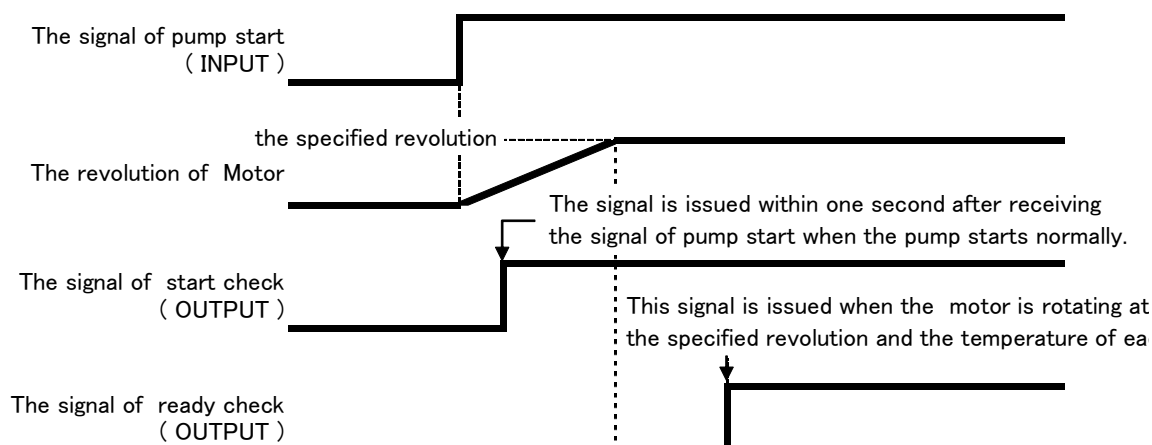 The signal of pump start
( INPUT )
the specified revolution
The revolution of Motor
The signal is issued within one second after receiving
the signal of pump start when the pump starts normally.
The signal of start check
( OUTPUT )
This signal is issued when the motor is rotating at
the specified revolution and the temperature of
The signal of ready check
( OUTPUT )